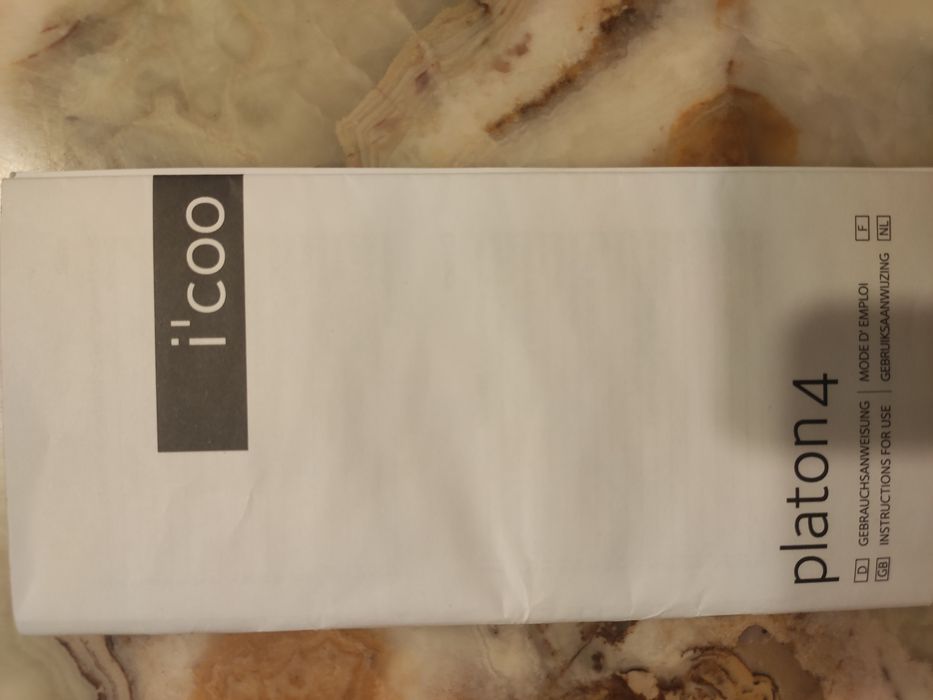 i'coo
platon 4
D GEBRAUCHSANWEISUNG | MODE D' EMPLOI F
GB INSTRUCTIONS FOR USE | GEBRUIKSAANWIJZING NL